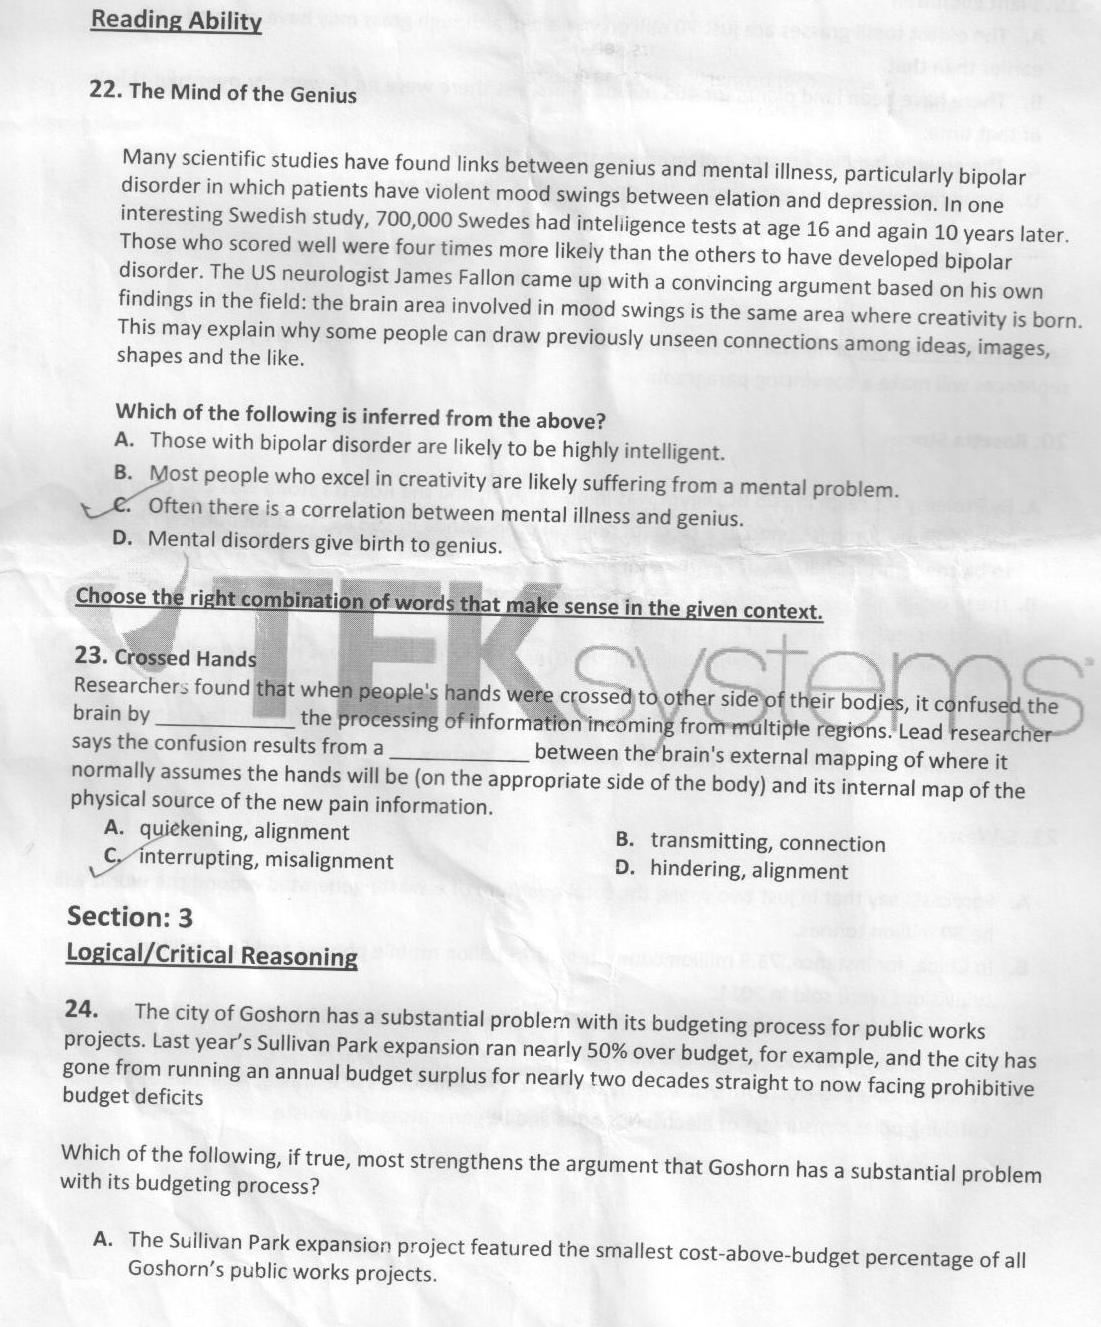 Reading Ability
22. The Mind of the Genius
Many scientific studies have found links between genius and mental illness, particularly bipolar
disorder in which patients have violent mood swings between elation and depression. In one
interesting Swedish study, 700,000 Swedes had intelligence tests at age 16 and again 10 years later.
Those who scored well were four times more likely than the others to have developed bipolar
disorder. The US neurologist James Fallon came up with a convincing argument based on his own
findings in the field: the brain area involved in mood swings is the same area where creativity is born.
This may explain why some people can draw previously unseen connections among ideas, images,
shapes and the like.
Which of the following is inferred from the above?
A. Those with bipolar disorder are likely to be highly intelligent.
B. Most people who excel in creativity are likely suffering from a mental problem.
C. Often there is a correlation between mental illness and genius.
D. Mental disorders give birth to genius.
TEKsystems
Choose the right combination of words that make sense in the given context.
23. Crossed Hands
Researchers found that when people's hands were crossed to other side of their bodies, it confused the
brain by ____________ the processing of information incoming from multiple regions. Lead researcher
says the confusion results from a ____________ between the brain's external mapping of where it
normally assumes the hands will be (on the appropriate side of the body) and its internal map of the
physical source of the new pain information.
A. quickening, alignment B. transmitting, connection
C. interrupting, misalignment D. hindering, alignment
Section: 3
Logical/Critical Reasoning
24. The city of Goshorn has a substantial problem with its budgeting process for public works
projects. Last year's Sullivan Park expansion ran nearly 50% over budget, for example, and the city has
gone from running an annual budget surplus for nearly two decades straight to now facing prohibitive
budget deficits
Which of the following, if true, most strengthens the argument that Goshorn has a substantial problem
with its budgeting process?
A. The Sullivan Park expansion project featured the smallest cost-above-budget percentage of all
Goshorn's public works projects.